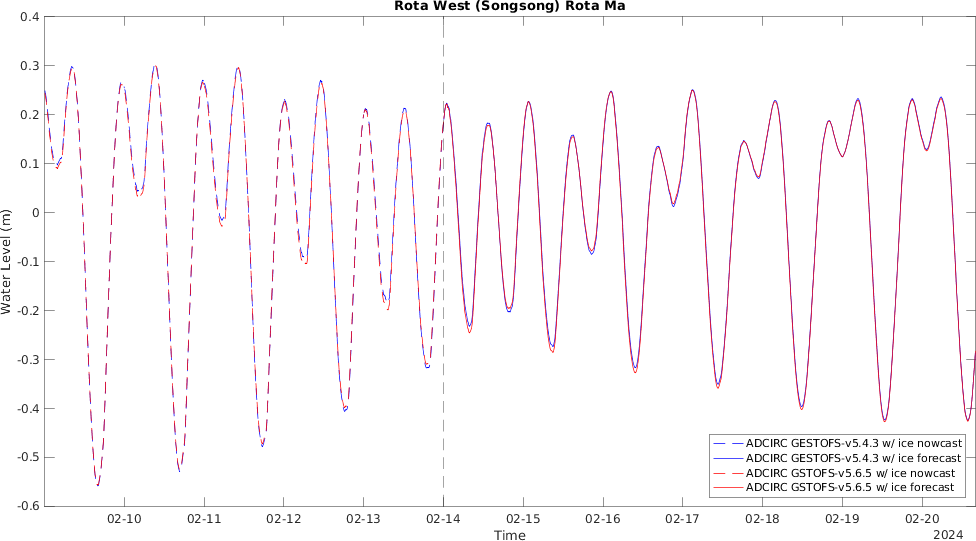 Rota West (Songsong) Rota Ma
0.4
0.3
0.2
0.1
0
-0.1
-0.2
-0.3
-0.4
-0.5
-0.6
Water Level (m)
ADCIRC GESTOFS-v5.4.3 w/ ice nowcast
ADCIRC GESTOFS-v5.4.3 w/ ice forecast
ADCIRC GSTOFS-v5.6.5 w/ ice nowcast
ADCIRC GSTOFS-v5.6.5 w/ ice forecast
02-10 02-11 02-12 02-13 02-14 02-15 02-16 02-17 02-18 02-19 02-20
Time
2024